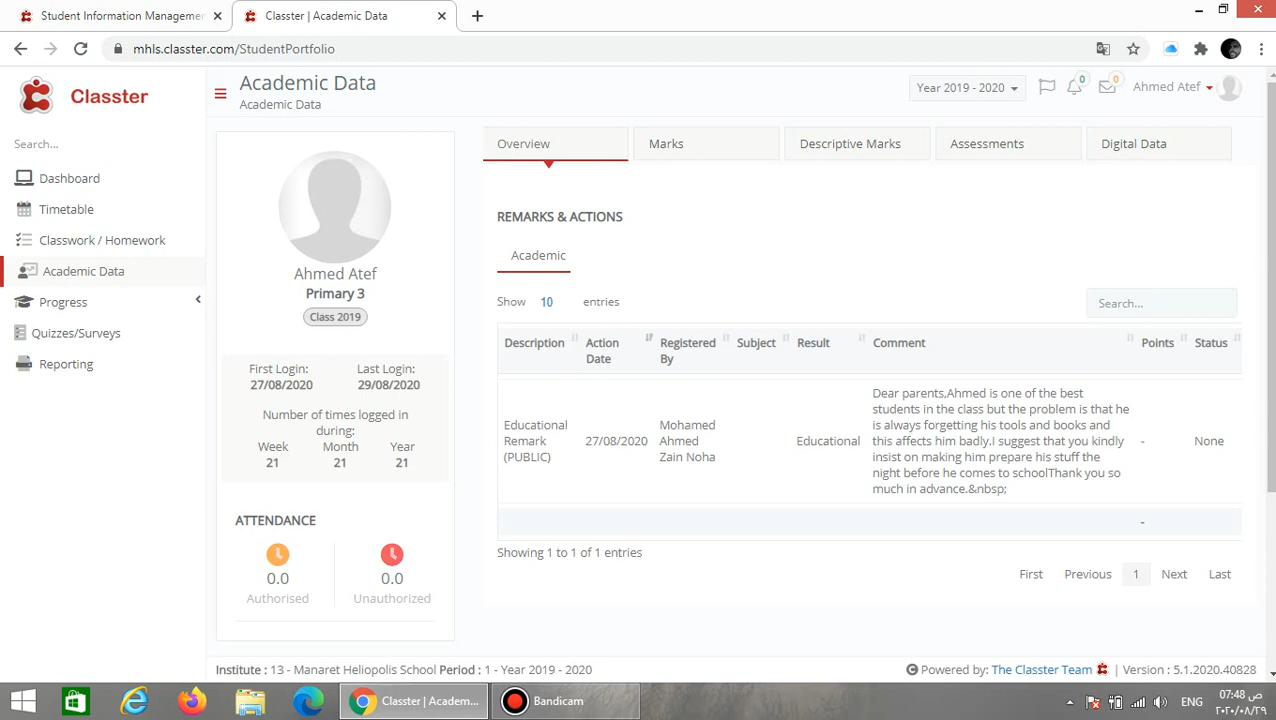 Student Information Managemen
Classter | Academic Data
mhls.classter.com/StudentPortfolio
Classter
Academic Data
Academic Data
Year 2019 - 2020
0
0
Ahmed Atef
Search...
Dashboard
Timetable
Classwork / Homework
Academic Data
Progress
Quizzes/Surveys
Reporting
Ahmed Atef
Primary 3
Class 2019
First Login:
27/08/2020
Last Login:
29/08/2020
Number of times logged in
during:
Week
21
Month
21
Year
21
ATTENDANCE
0.0
Authorised
0.0
Unauthorized
Overview
Marks
Descriptive Marks
Assessments
Digital Data
REMARKS & ACTIONS
Academic
Show 10 entries
Search...
Description
Action
Date
Registered
By
Subject
Result
Comment
Points
Status
Educational
Remark
(PUBLIC)
27/08/2020
Mohamed
Ahmed
Zain Noha
Educational
Dear parents,Ahmed is one of the best
students in the class but the problem is that he
is always forgetting his tools and books and
this affects him badly.I suggest that you kindly
insist on making him prepare his stuff the
night before he comes to schoolThank you so
much in advance.&nbsp;
-
None
-
Showing 1 to 1 of 1 entries
First Previous 1 Next Last
Institute : 13 - Manaret Heliopolis School Period : 1 - Year 2019 - 2020
Powered by: The Classter Team | Version : 5.1.2020.40828
Classter | Academ...
Bandicam
ENG
07:48 ص
٢٠٢٠/٠٨/٢٩